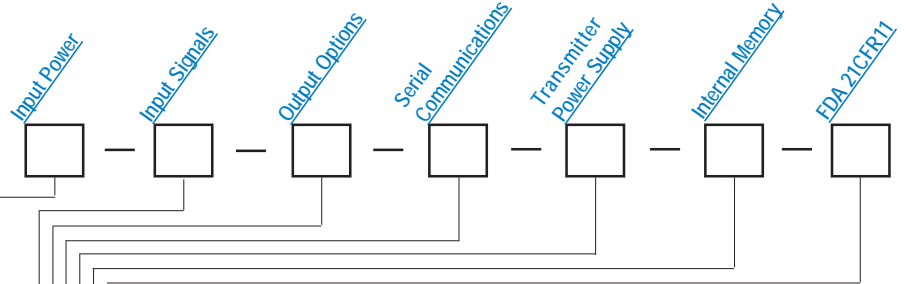 Input Power
Input Signals
Output Options
Serial
Communications
Transmitter
Power Supply
Internal Memory
FDA 21CFR11